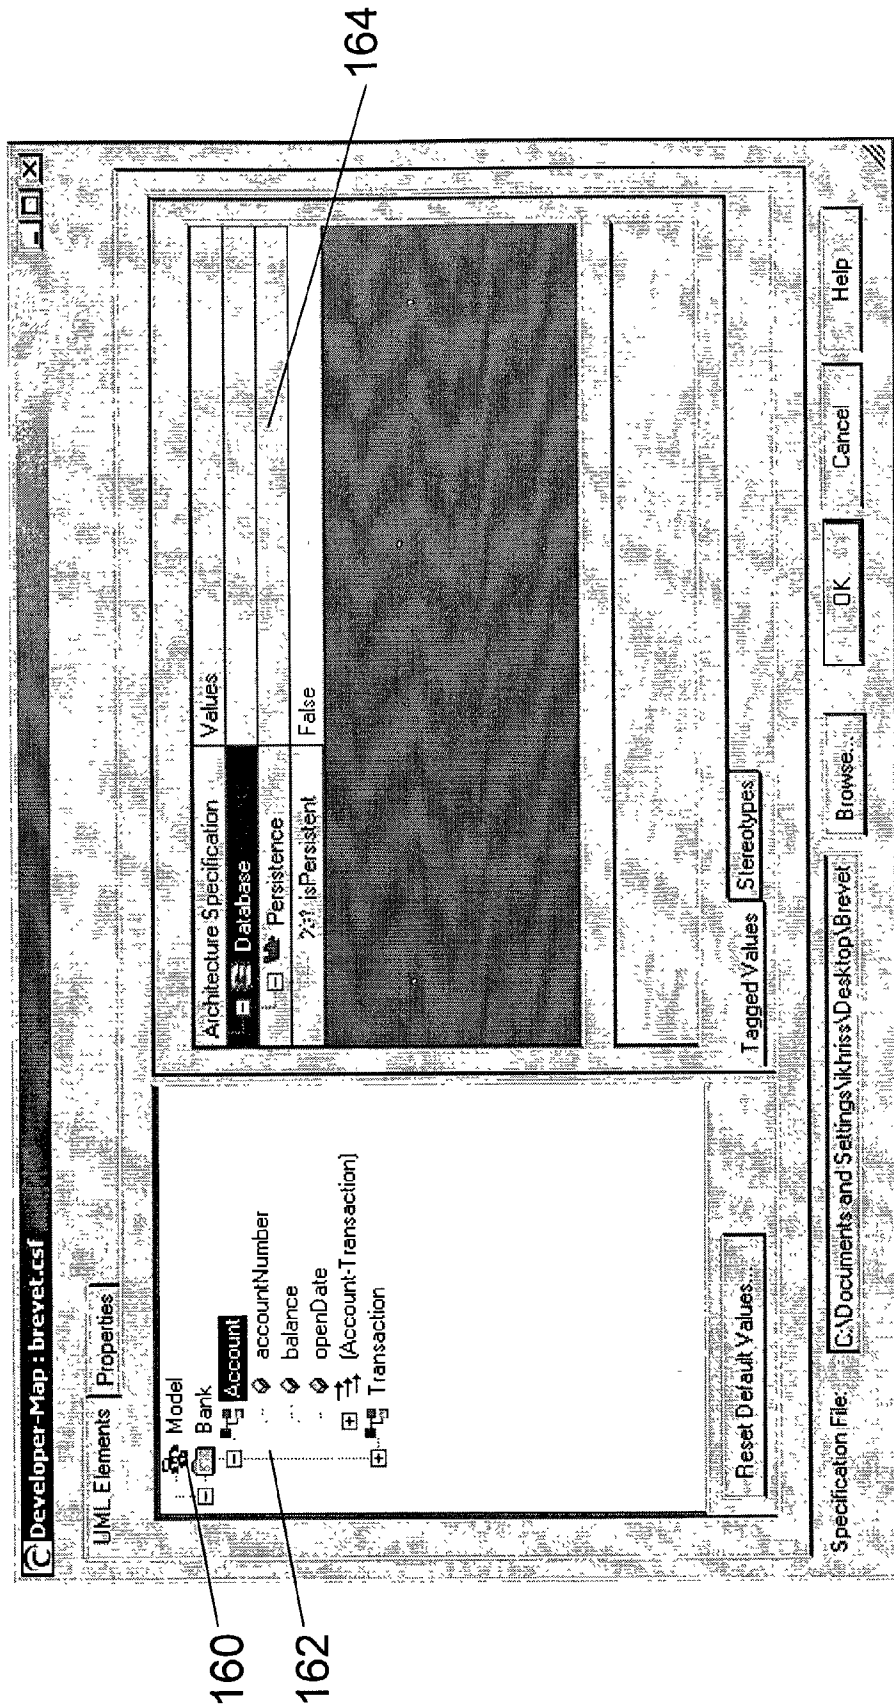 Developer-Map : brevet.csf
UML Elements
Properties
Model
Bank
Account
accountNumber
balance
openDate
(Account-Transaction)
Transaction
Reset Default Values...
Architecture Specification
Values
Database
Persistence
isPersistent
False
Tagged Values
Stereotypes
Specification File:
C:\Documents and Settings\ikhriss\Desktop\Brevet
Browse...
OK
Cancel
Help
160
162
164